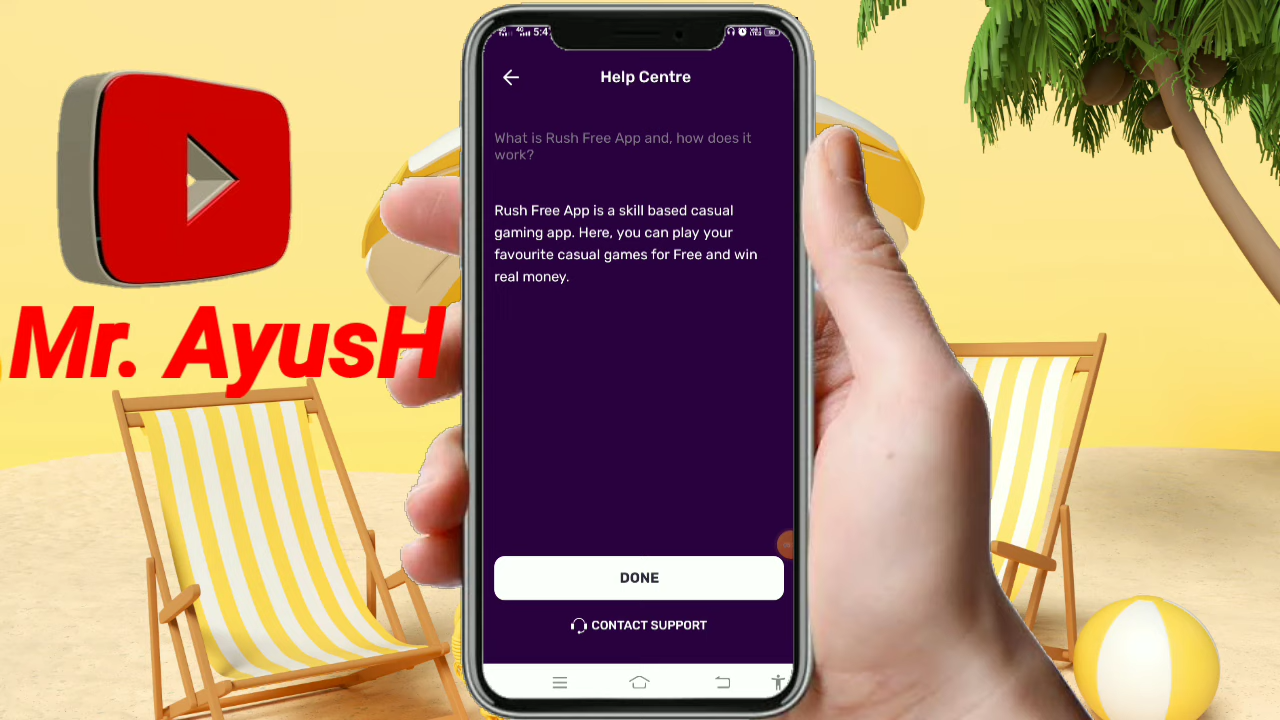 5:4
Help Centre
What is Rush Free App and, how does it
work?
Rush Free App is a skill based casual
gaming app. Here, you can play your
favourite casual games for Free and win
real money.
Mr. AyusH
DONE
CONTACT SUPPORT